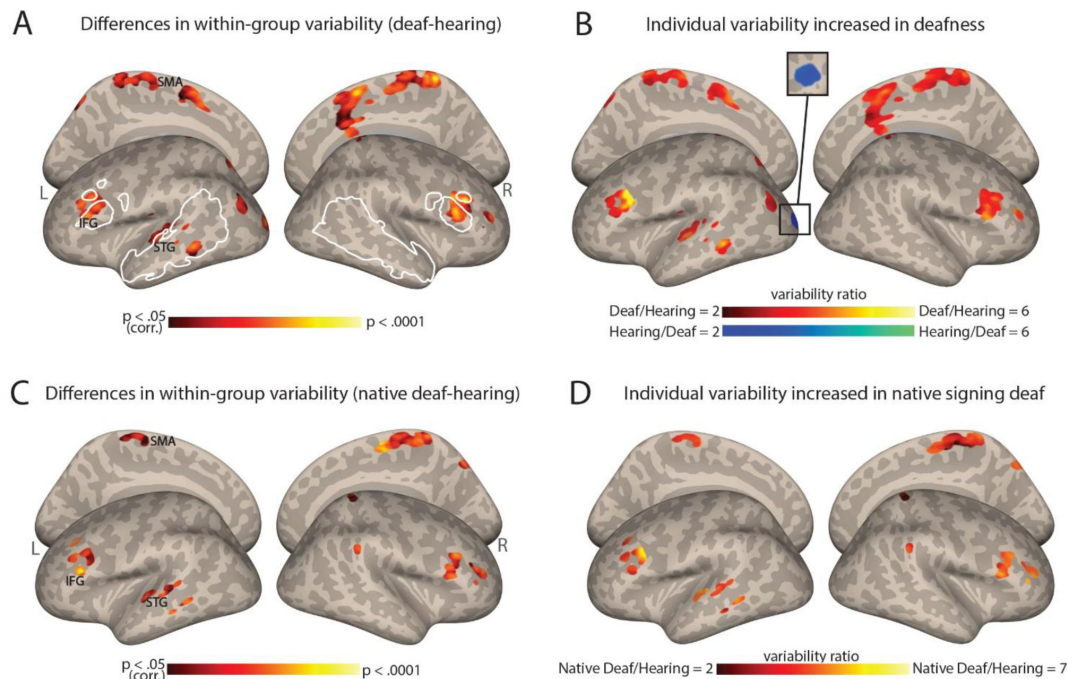 A
Differences in within-group variability (deaf-hearing)
SMA
L
R
IFG
STG
p < .05
(corr.)
p < .0001
B
Individual variability increased in deafness
variability ratio
Deaf/Hearing = 2
Deaf/Hearing = 6
Hearing/Deaf = 2
Hearing/Deaf = 6
C
Differences in within-group variability (native deaf-hearing)
SMA
L
R
IFG
STG
p < .05
(corr.)
p < .0001
D
Individual variability increased in native signing deaf
variability ratio
Native Deaf/Hearing = 2
Native Deaf/Hearing = 7